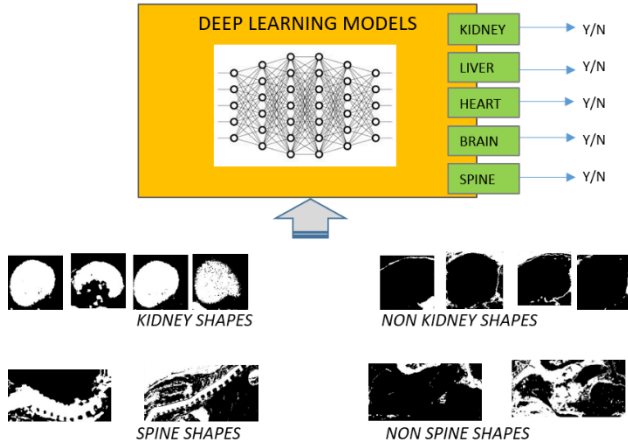 DEEP LEARNING MODELS
KIDNEY Y/N
LIVER Y/N
HEART Y/N
BRAIN Y/N
SPINE Y/N
KIDNEY SHAPES NON KIDNEY SHAPES
SPINE SHAPES NON SPINE SHAPES